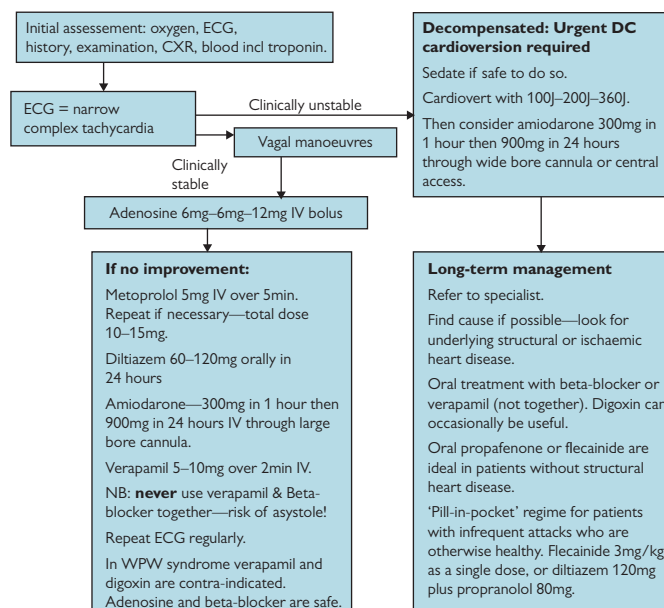 Initial assessement: oxygen, ECG,
history, examination, CXR, blood incl troponin.
ECG = narrow
complex tachycardia
Clinically unstable
Vagal manoeuvres
Clinically
stable
Adenosine 6mg–6mg–12mg IV bolus
If no improvement:
Metoprolol 5mg IV over 5min.
Repeat if necessary—total dose
10–15mg.
Diltiazem 60–120mg orally in
24 hours
Amiodarone—300mg in 1 hour then
900mg in 24 hours IV through large
bore cannula.
Verapamil 5–10mg over 2min IV.
NB: never use verapamil & Beta-
blocker together—risk of asystole!
Repeat ECG regularly.
In WPW syndrome verapamil and
digoxin are contra-indicated.
Adenosine and beta-blocker are safe.
Decompensated: Urgent DC
cardioversion required
Sedate if safe to do so.
Cardiovert with 100J–200J–360J.
Then consider amiodarone 300mg in
1 hour then 900mg in 24 hours
through wide bore cannula or central
access.
Long-term management
Refer to specialist.
Find cause if possible—look for
underlying structural or ischaemic
heart disease.
Oral treatment with beta-blocker or
verapamil (not together). Digoxin can
occasionally be useful.
Oral propafenone or flecainide are
ideal in patients without structural
heart disease.
‘Pill-in-pocket’ regime for patients
with infrequent attacks who are
otherwise healthy. Flecainide 3mg/kg
as a single dose, or diltiazem 120mg
plus propranolol 80mg.